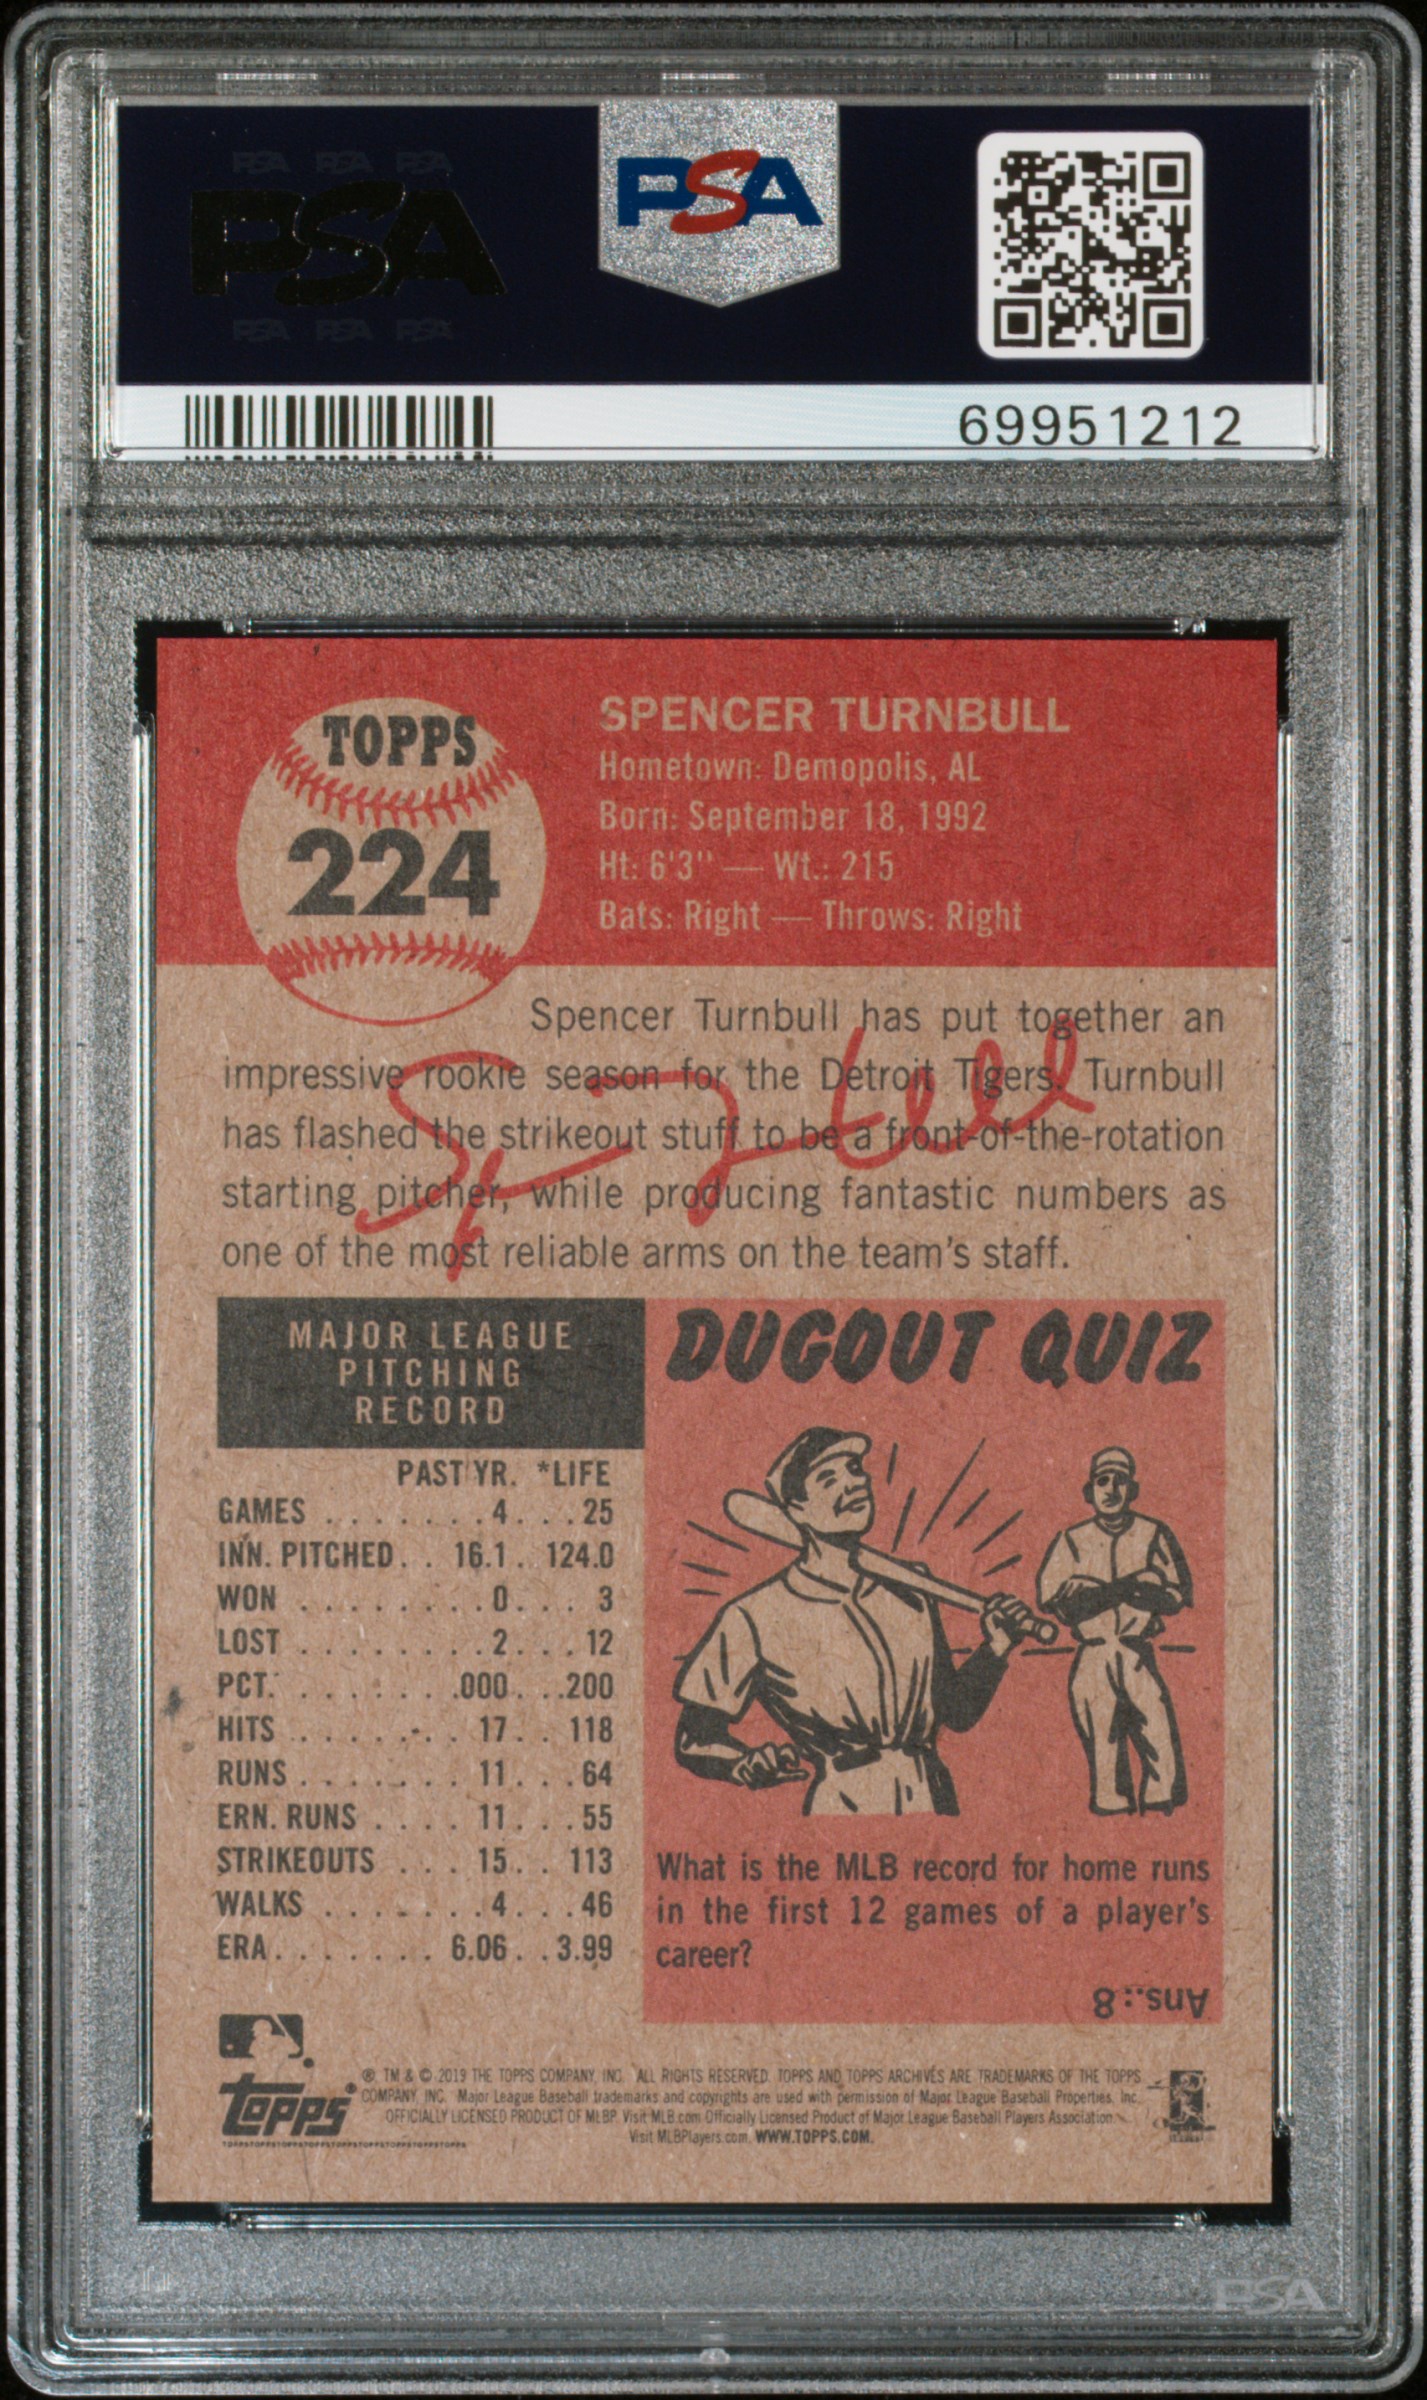 PSA PSA PSA
PSA
PSA PSA PSA
PSA
69951212
TOPPS
224
SPENCER TURNBULL
Hometown: Demopolis, AL
Born: September 18, 1992
Ht: 6'3" — Wt.: 215
Bats: Right — Throws: Right
Spencer Turnbull has put together an
impressive rookie season for the Detroit Tigers. Turnbull
has flashed the strikeout stuff to be a front-of-the-rotation
starting pitcher, while producing fantastic numbers as
one of the most reliable arms on the team's staff.
MAJOR LEAGUE
PITCHING
RECORD
PAST YR. *LIFE
GAMES . . . . . . . 4 . . . 25
INN. PITCHED . . 16.1 . . 124.0
WON . . . . . . . . 0 . . . 3
LOST . . . . . . . . 2 . . . 12
PCT. . . . . . . . .000 . . .200
HITS . . . . . . . 17 . . 118
RUNS . . . . . . . 11 . . . 64
ERN. RUNS . . . . 11 . . . 55
STRIKEOUTS . . . 15 . . 113
WALKS . . . . . . . 4 . . . 46
ERA . . . . . . . 6.06 . . 3.99
DUGOUT QUIZ
What is the MLB record for home runs
in the first 12 games of a player's
career?
Ans.: 8
Topps
® TM & © 2019 THE TOPPS COMPANY, INC. ALL RIGHTS RESERVED. TOPPS AND TOPPS ARCHIVES ARE TRADEMARKS OF THE TOPPS
COMPANY, INC. Major League Baseball trademarks and copyrights are used with permission of Major League Baseball Properties, Inc.
OFFICIALLY LICENSED PRODUCT OF MLBP. Visit MLB.com Officially Licensed Product of Major League Baseball Players Association
Visit MLBPlayers.com. WWW.TOPPS.COM.
PSA